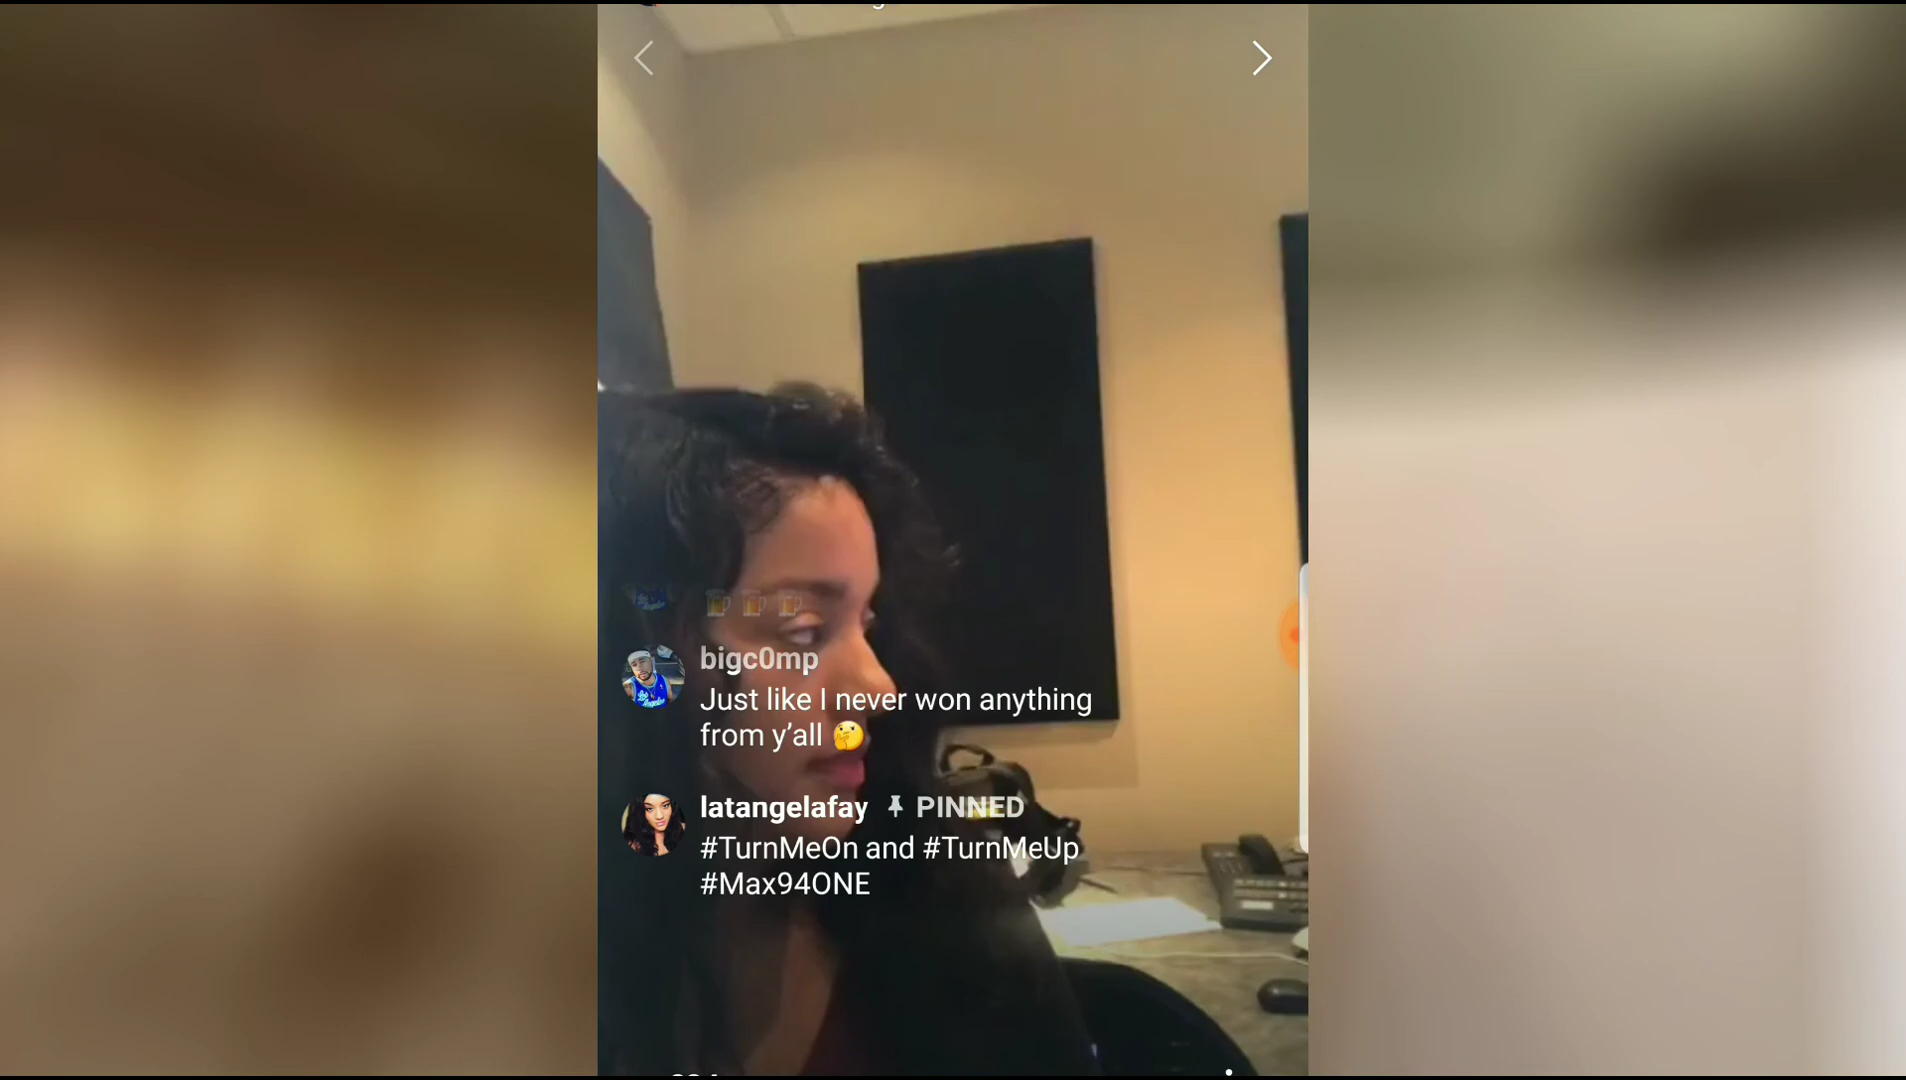 bigc0mp
Just like I never won anything
from y’all 🤔
latangelafay PINNED
#TurnMeOn and #TurnMeUp
#Max94ONE